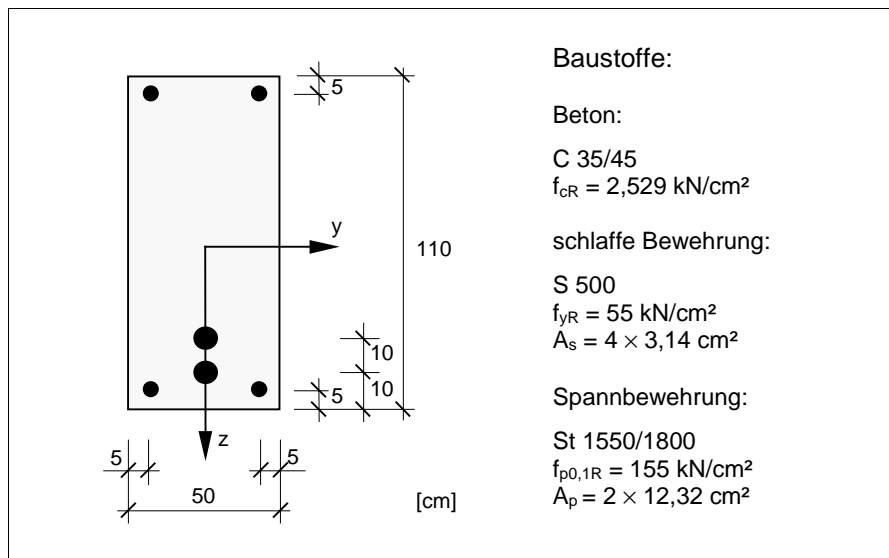 5
y
110
10
10
5
z
5
5
50
[cm]
Baustoffe:
Beton:
C 35/45
f_cR = 2,529 kN/cm²
schlaffe Bewehrung:
S 500
f_yR = 55 kN/cm²
A_s = 4 × 3,14 cm²
Spannbewehrung:
St 1550/1800
f_p0,1R = 155 kN/cm²
A_p = 2 × 12,32 cm²